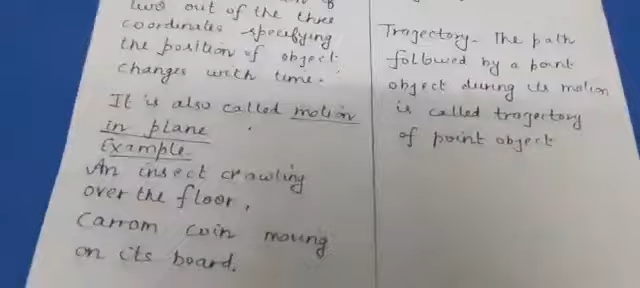 two out of the three
coordinates specifying
the position of object
changes with time.
It is also called motion
in plane
Example
An insect crawling
over the floor,
Carrom coin moving
on its board.
Trogectory - The path
followed by a point
object during its motion
is called trogectory
of point object